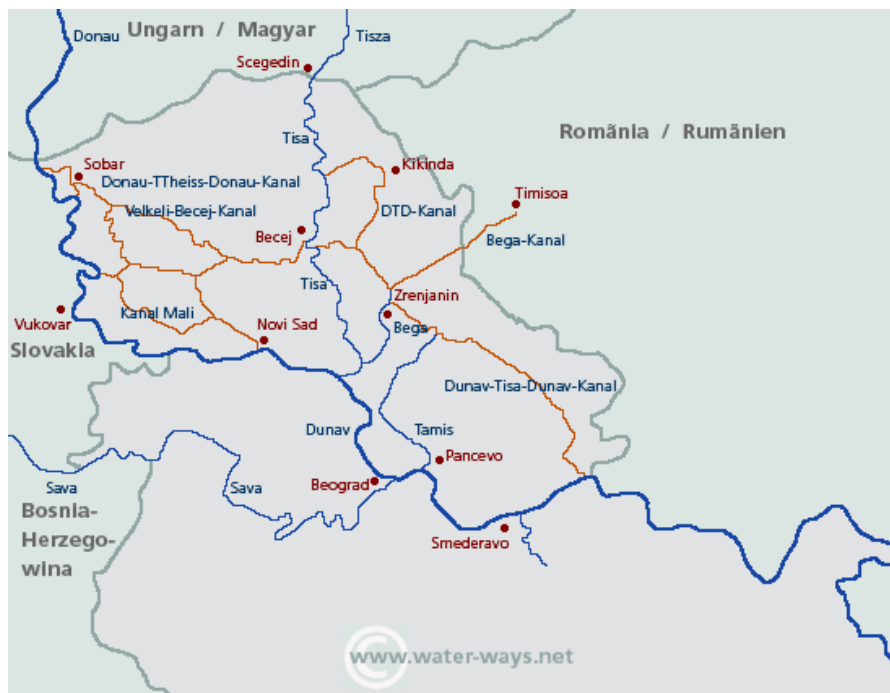 Donau
Ungarn / Magyar
Tisza
Scegedin
Tisa
România / Rumänien
Sobar
Kikinda
Donau-TTheiss-Donau-Kanal
Timisoa
Velkeli-Becej-Kanal
DTD-Kanal
Becej
Bega-Kanal
Tisa
Zrenjanin
Kanal Mali
Vukovar
Novi Sad
Bega
Slovakia
Dunav-Tisa-Dunav-Kanal
Dunav
Tamis
Pancevo
Sava
Sava
Beograd
Bosnia-
Herzego-
wina
Smederavo
©
www.water-ways.net